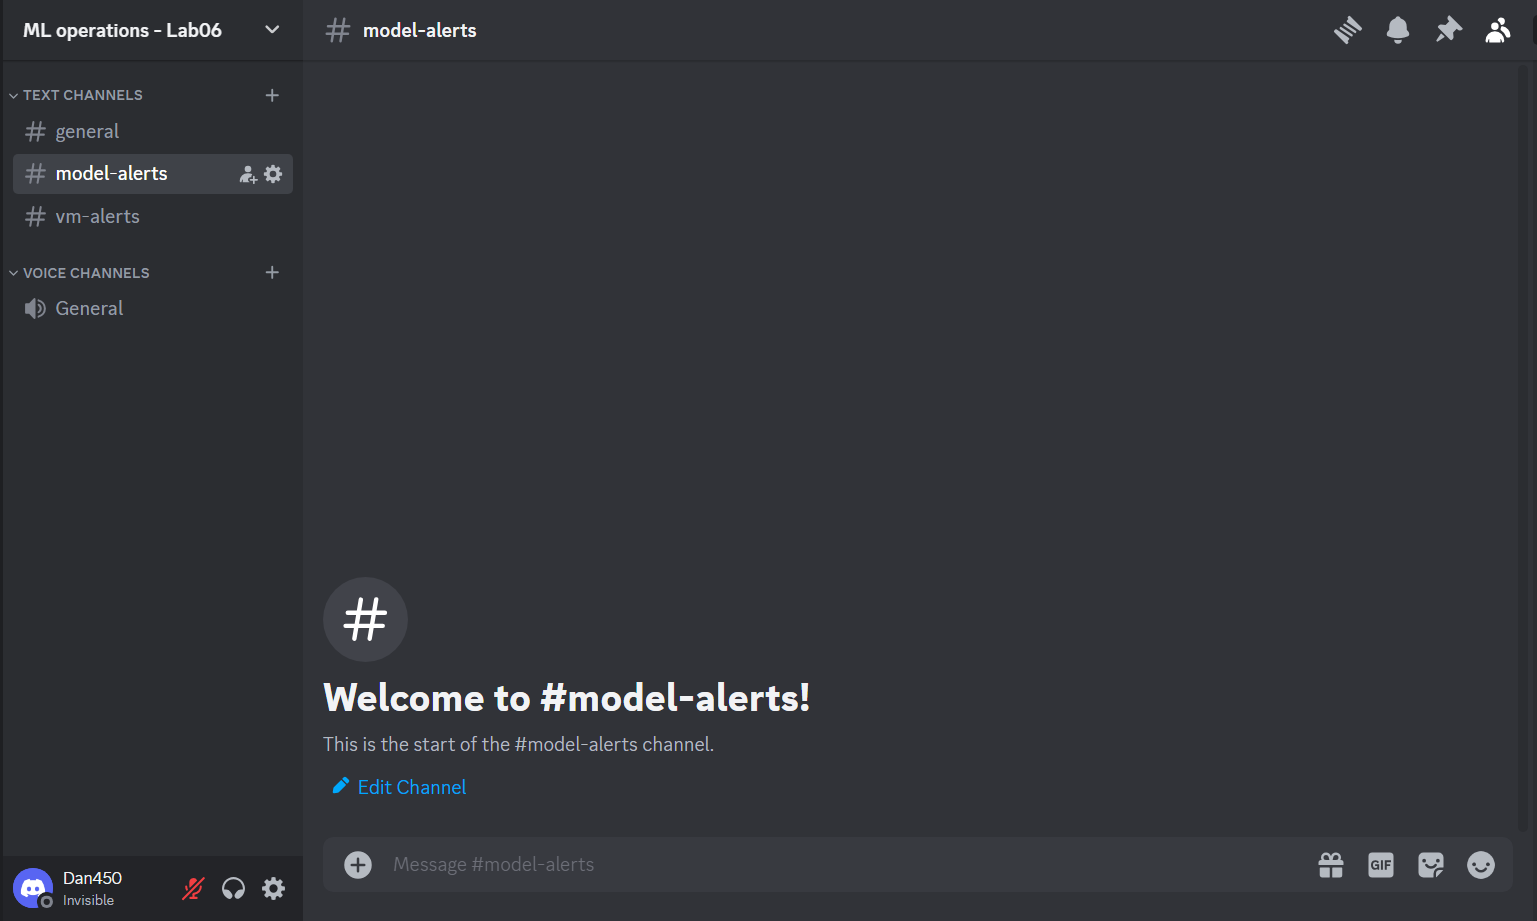 ML operations - Lab06
TEXT CHANNELS
general
model-alerts
vm-alerts
VOICE CHANNELS
General
Dan450
Invisible
model-alerts
Welcome to #model-alerts!
This is the start of the #model-alerts channel.
Edit Channel
Message #model-alerts
GIF